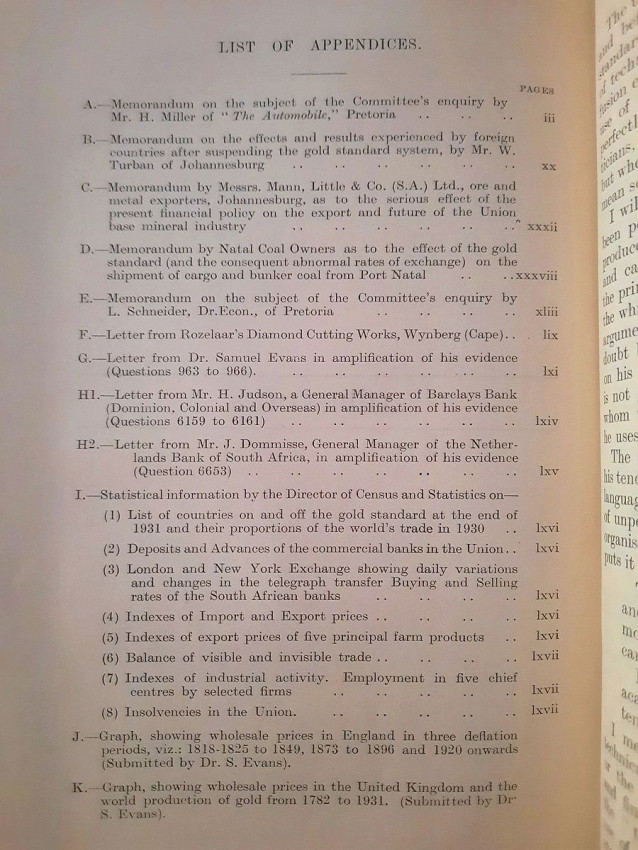 LIST OF APPENDICES.
PAGES
A.—Memorandum on the subject of the Committee's enquiry by
Mr. H. Miller of "The Automobile," Pretoria .. .. .. iii
B.—Memorandum on the effects and results experienced by foreign
countries after suspending the gold standard system, by Mr. W.
Turban of Johannesburg .. .. .. .. .. .. xx
C.—Memorandum by Messrs. Mann, Little & Co. (S.A.) Ltd., ore and
metal exporters, Johannesburg, as to the serious effect of the
present financial policy on the export and future of the Union
base mineral industry .. .. .. .. .. .. xxxii
D.—Memorandum by Natal Coal Owners as to the effect of the gold
standard (and the consequent abnormal rates of exchange) on the
shipment of cargo and bunker coal from Port Natal .. ..xxxviii
E.—Memorandum on the subject of the Committee's enquiry by
L. Schneider, Dr.Econ., of Pretoria .. .. .. .. xliii
F.—Letter from Rozelaar's Diamond Cutting Works, Wynberg (Cape).. lix
G.—Letter from Dr. Samuel Evans in amplification of his evidence
(Questions 963 to 966). .. .. .. .. .. .. lxi
H1.—Letter from Mr. H. Judson, a General Manager of Barclays Bank
(Dominion, Colonial and Overseas) in amplification of his evidence
(Questions 6159 to 6161) .. .. .. .. .. .. lxiv
H2.—Letter from Mr. J. Dommisse, General Manager of the Nether-
lands Bank of South Africa, in amplification of his evidence
(Question 6653) .. .. .. .. .. .. .. lxv
I.—Statistical information by the Director of Census and Statistics on—
(1) List of countries on and off the gold standard at the end of
1931 and their proportions of the world's trade in 1930 .. lxvi
(2) Deposits and Advances of the commercial banks in the Union.. lxvi
(3) London and New York Exchange showing daily variations
and changes in the telegraph transfer Buying and Selling
rates of the South African banks .. .. .. .. lxvi
(4) Indexes of Import and Export prices .. .. .. .. lxvi
(5) Indexes of export prices of five principal farm products .. lxvi
(6) Balance of visible and invisible trade .. .. .. .. lxvii
(7) Indexes of industrial activity. Employment in five chief
centres by selected firms .. .. .. .. .. lxvii
(8) Insolvencies in the Union. .. .. .. .. .. lxvii
J.—Graph, showing wholesale prices in England in three deflation
periods, viz.: 1818-1825 to 1849, 1873 to 1896 and 1920 onwards
(Submitted by Dr. S. Evans).
K.—Graph, showing wholesale prices in the United Kingdom and the
world production of gold from 1782 to 1931. (Submitted by Dr.
S. Evans).